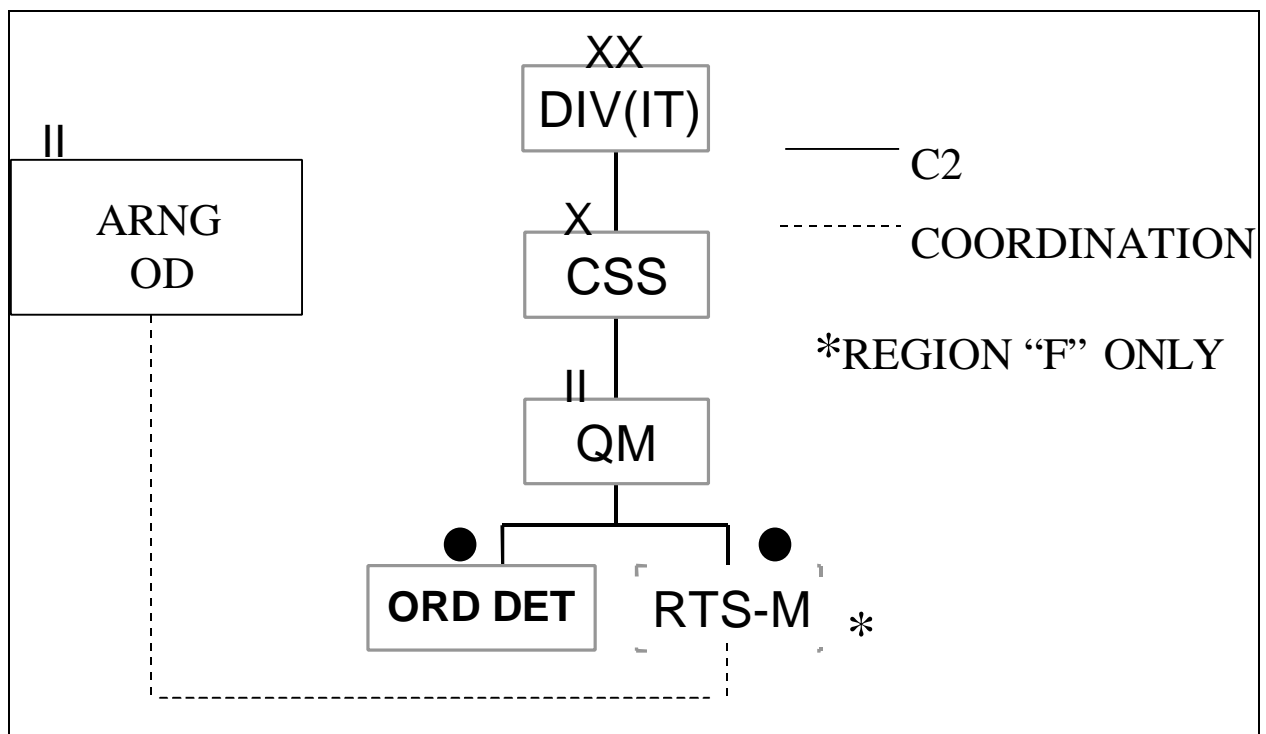 XX
DIV(IT)
II
ARNG
OD
C2
X
CSS
COORDINATION
*REGION “F” ONLY
II
QM
ORD DET
RTS-M *